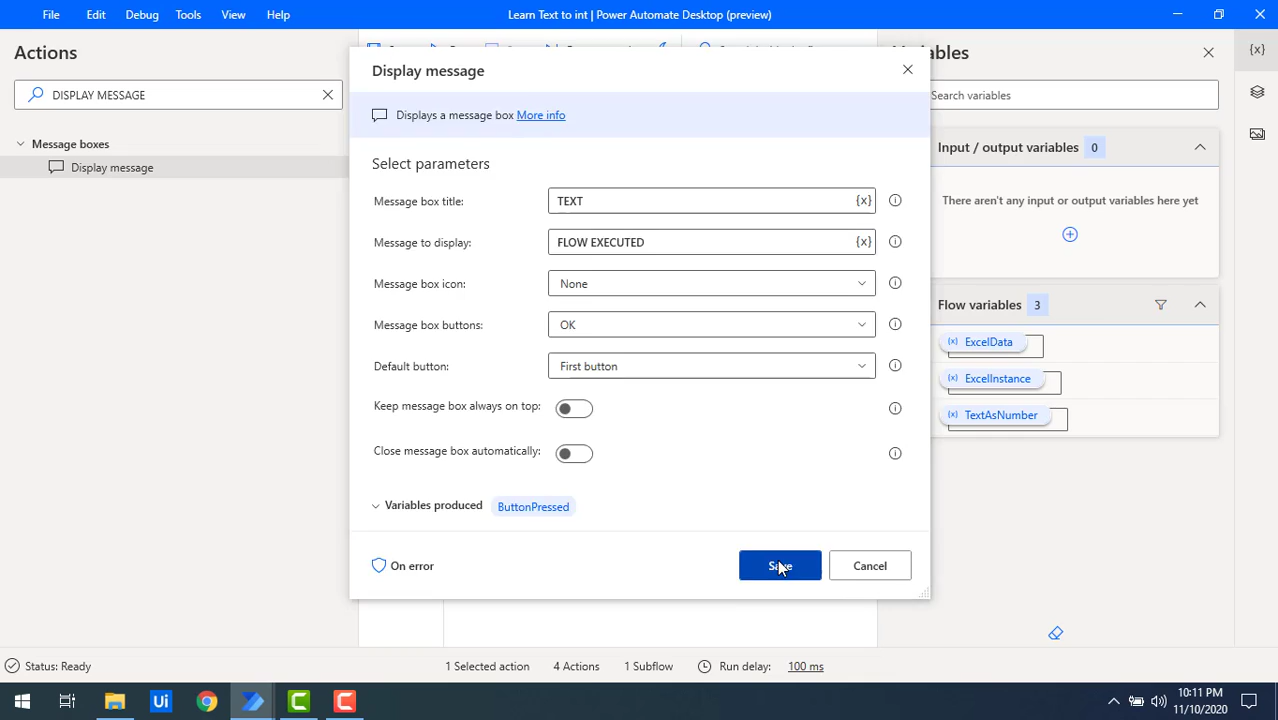 File Edit Debug Tools View Help
Learn Text to int | Power Automate Desktop (preview)
Actions
DISPLAY MESSAGE
Message boxes
Display message
Display message
Displays a message box More info
Select parameters
Message box title: TEXT {x}
Message to display: FLOW EXECUTED {x}
Message box icon: None
Message box buttons: OK
Default button: First button
Keep message box always on top:
Close message box automatically:
Variables produced ButtonPressed
On error
Save
Cancel
{x}
Search variables
Input / output variables 0
There aren't any input or output variables here yet
Flow variables 3
(x) ExcelData
(x) ExcelInstance
(x) TextAsNumber
Status: Ready
1 Selected action
4 Actions
1 Subflow
Run delay: 100 ms
Ui
C
C
10:11 PM
11/10/2020